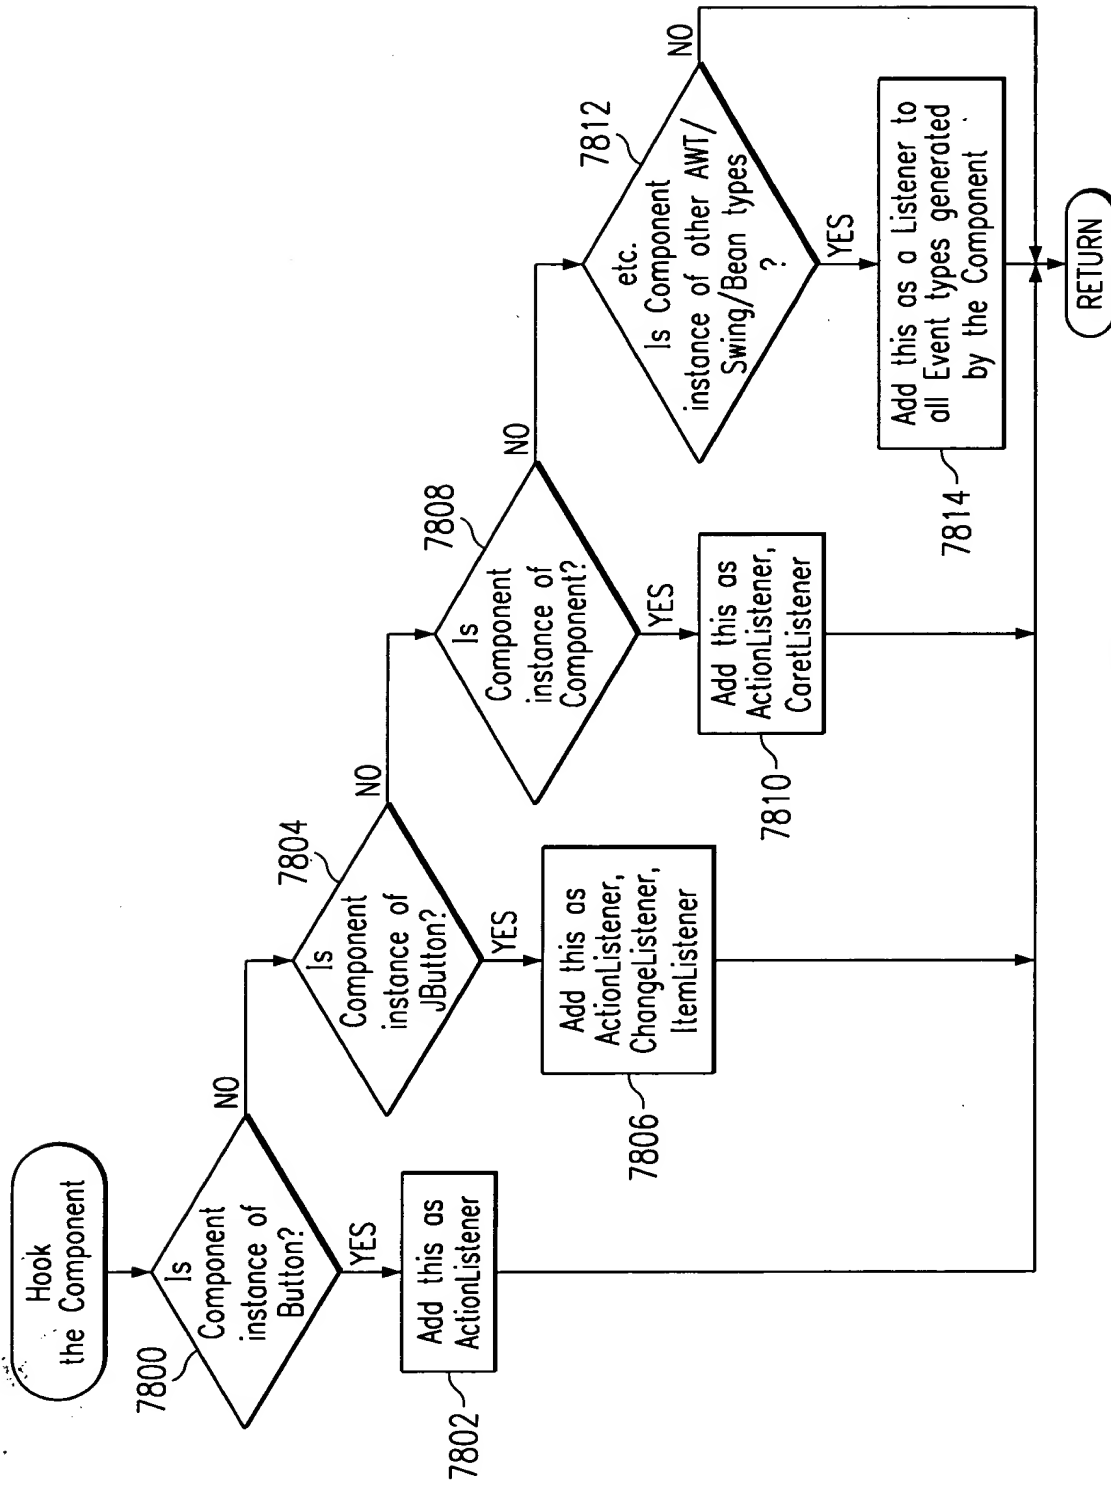 Hook
the Component
7800
Is
Component
instance of
Button?
NO
YES
7802
Add this as
ActionListener
7804
Is
Component
instance of
JButton?
NO
YES
7806
Add this as
ActionListener,
ChangeListener,
ItemListener
7808
Is
Component
instance of
Component?
NO
YES
7810
Add this as
ActionListener,
CaretListener
7812
etc.
Is Component
instance of other AWT/
Swing/Bean types
?
NO
YES
7814
Add this as a Listener to
all Event types generated
by the Component
RETURN